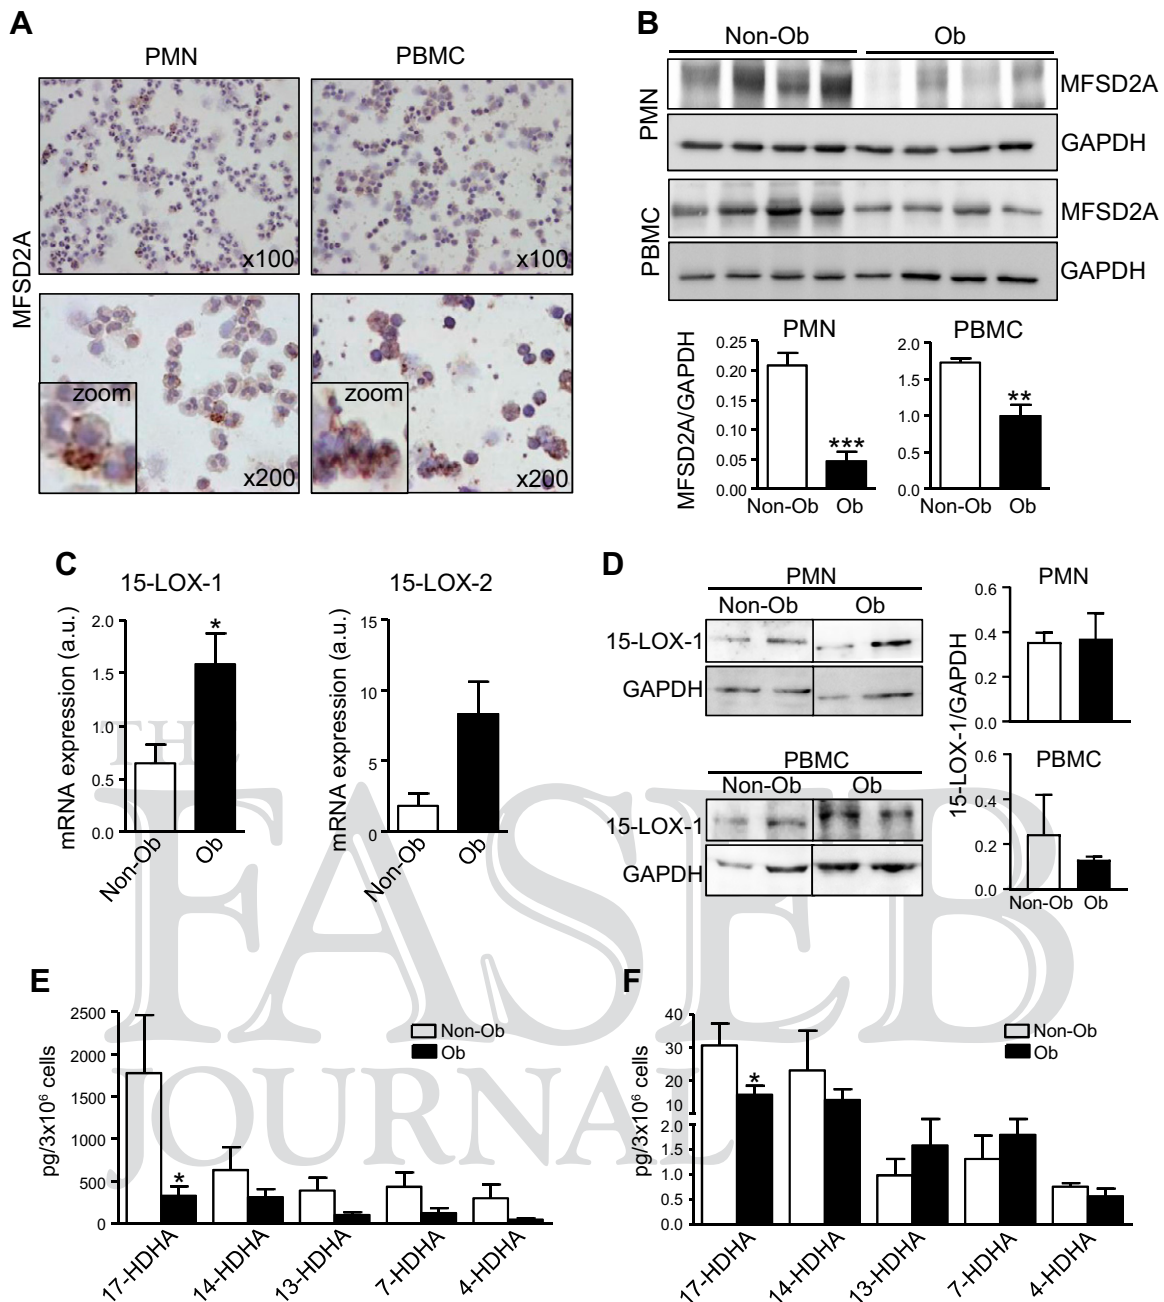 A
PMN
PBMC
MFSD2A
x100
x100
zoom
x200
zoom
x200
B
Non-Ob
Ob
PMN
MFSD2A
GAPDH
PBMC
MFSD2A
GAPDH
MFSD2A/GAPDH
PMN
0.25
0.20
0.15
0.10
0.05
0.00
***
Non-Ob
Ob
PBMC
2.0
1.5
1.0
0.5
0.0
**
Non-Ob
Ob
C
15-LOX-1
mRNA expression (a.u.)
2.0
1.5
1.0
0.5
0.0
*
Non-Ob
Ob
15-LOX-2
mRNA expression (a.u.)
15
10
5
0
Non-Ob
Ob
D
PMN
Non-Ob
Ob
15-LOX-1
GAPDH
PBMC
Non-Ob
Ob
15-LOX-1
GAPDH
15-LOX-1/GAPDH
PMN
0.6
0.4
0.2
0.0
PBMC
0.6
0.4
0.2
0.0
Non-Ob
Ob
THE
FASEB
JOURNAL
E
pg/3x10⁶ cells
2500
2000
1500
1000
500
0
Non-Ob
Ob
*
17-HDHA
14-HDHA
13-HDHA
7-HDHA
4-HDHA
F
pg/3x10⁶ cells
40
30
20
10
2.0
1.5
1.0
0.5
0.0
Non-Ob
Ob
*
17-HDHA
14-HDHA
13-HDHA
7-HDHA
4-HDHA